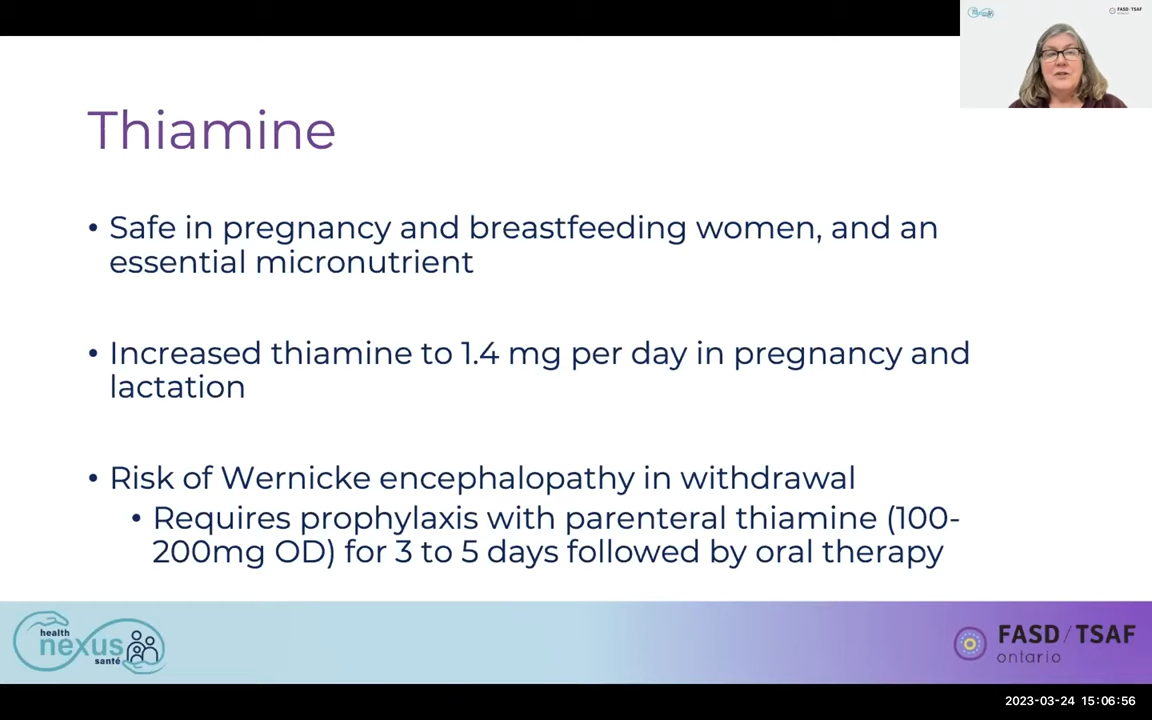 FASD/TSAF
Thiamine
• Safe in pregnancy and breastfeeding women, and an
essential micronutrient
• Increased thiamine to 1.4 mg per day in pregnancy and
lactation
• Risk of Wernicke encephalopathy in withdrawal
• Requires prophylaxis with parenteral thiamine (100-
200mg OD) for 3 to 5 days followed by oral therapy
health
nexus
santé
FASD/TSAF
ontario
2023-03-24 15:06:56